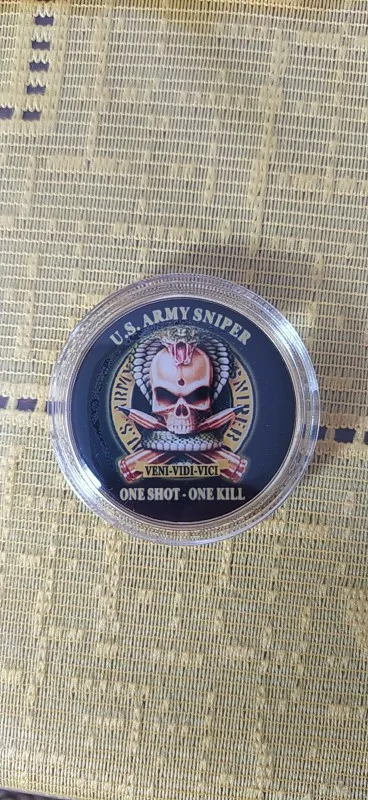 U.S. ARMY SNIPER
U.S. ARMY SNIPER
VENI-VIDI-VICI
ONE SHOT - ONE KILL